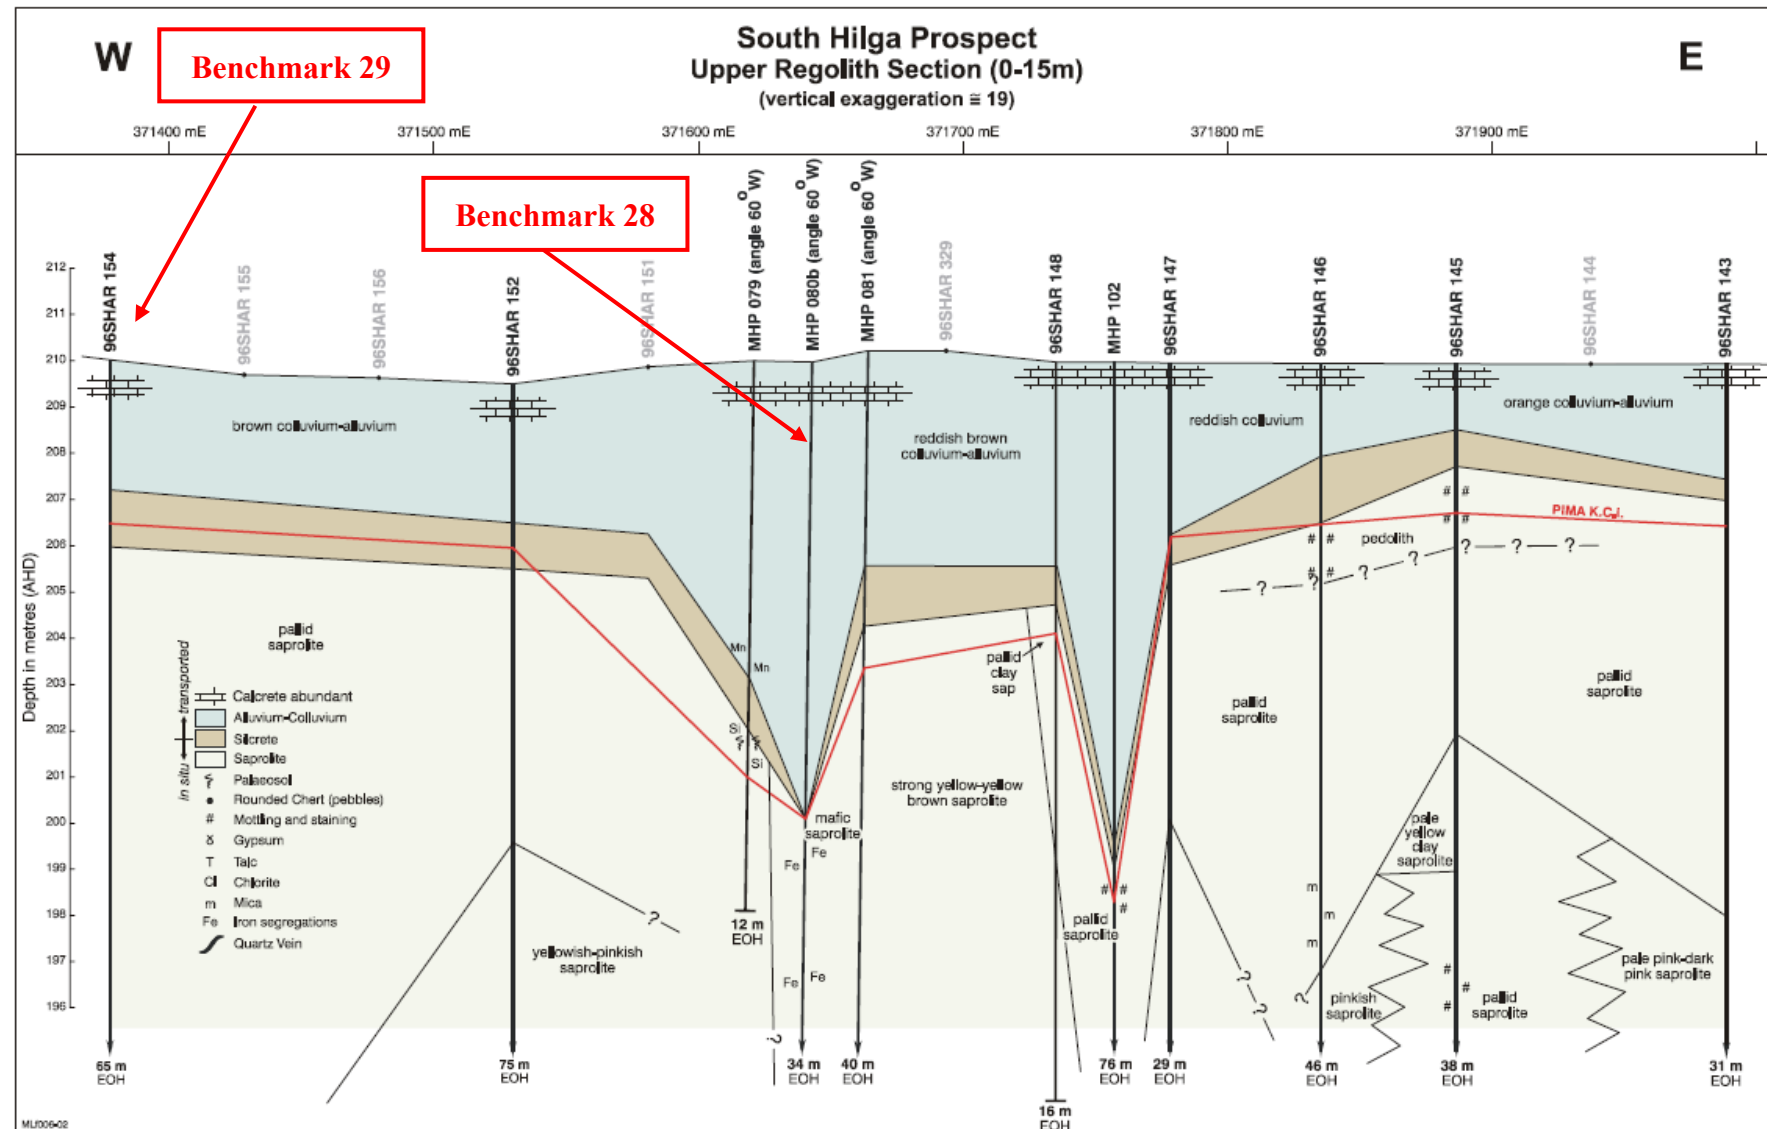 South Hilga Prospect
Upper Regolith Section (0-15m)
(vertical exaggeration ≅ 19)
W
E
Benchmark 29
Benchmark 28
371400 mE
371500 mE
371600 mE
371700 mE
371800 mE
371900 mE
96SHAR 154
96SHAR 155
96SHAR 156
96SHAR 152
96SHAR 151
MHP 079 (angle 60°W)
MHP 080b (angle 60°W)
MHP 081 (angle 60°W)
96SHAR 329
96SHAR 148
MHP 102
96SHAR 147
96SHAR 146
96SHAR 145
96SHAR 144
96SHAR 143
Depth in metres (AHD)
212
211
210
209
208
207
206
205
204
203
202
201
200
199
198
197
196
brown colluvium-alluvium
reddish brown
colluvium-alluvium
reddish colluvium
orange colluvium-alluvium
PIMA K.C.i.
# #
# #
# #
# #
pedolith
? ? ? ? ? ? ?
pallid
saprolite
Mn
Mn
Si
Si
pallid
clay
sap
pallid
saprolite
pallid
saprolite
strong yellow-yellow
brown saprolite
mafic
saprolite
Fe
Fe
Fe
Fe
pale
yellow
clay
saprolite
# #
#
pallid
saprolite
m
m
m
?
?
?
?
?
yellowish-pinkish
saprolite
pinkish
saprolite
#
#
#
pallid
saprolite
pale pink-dark
pink saprolite
in situ
transported
Calcrete abundant
Alluvium-Colluvium
Silcrete
Saprolite
Palaeosol
Rounded Chert (pebbles)
# Mottling and staining
ɣ Gypsum
T Talc
Cl Chlorite
m Mica
Fe Iron segregations
Quartz Vein
65 m
EOH
75 m
EOH
12 m
EOH
34 m
EOH
40 m
EOH
16 m
EOH
76 m
EOH
29 m
EOH
46 m
EOH
38 m
EOH
31 m
EOH
MLf006-02